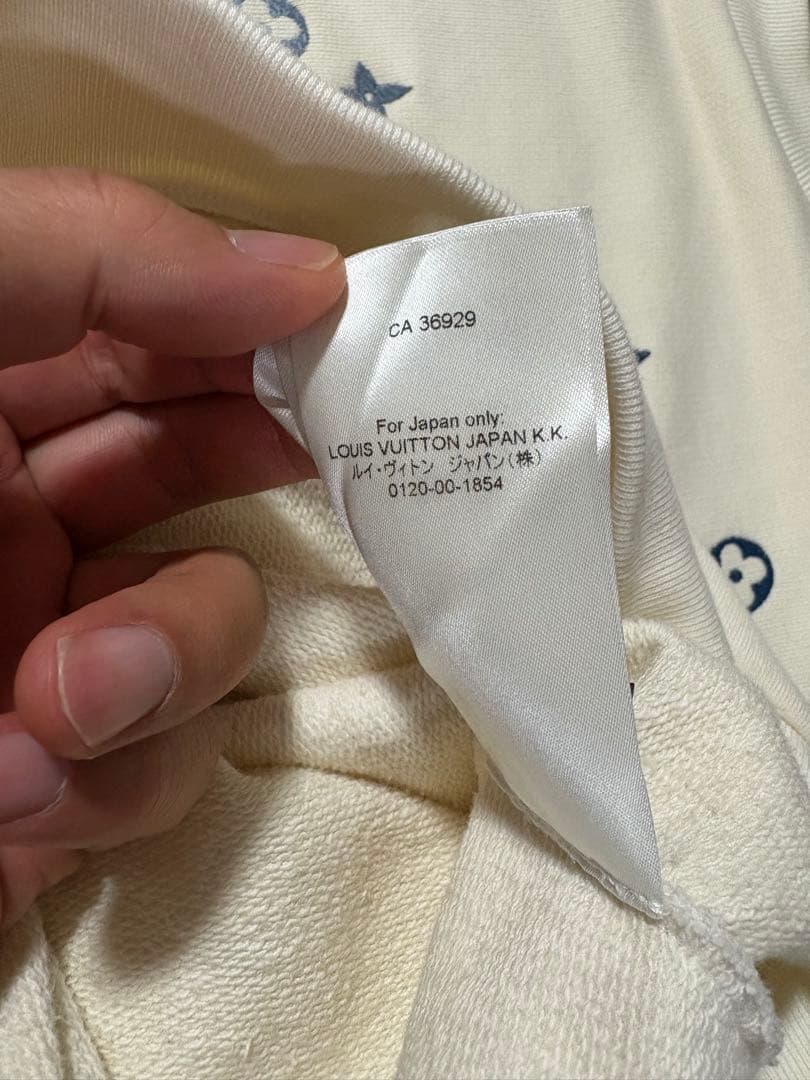 CA 36929
For Japan only:
LOUIS VUITTON JAPAN K.K.
ルイ・ヴィトン　ジャパン(株)
0120-00-1854